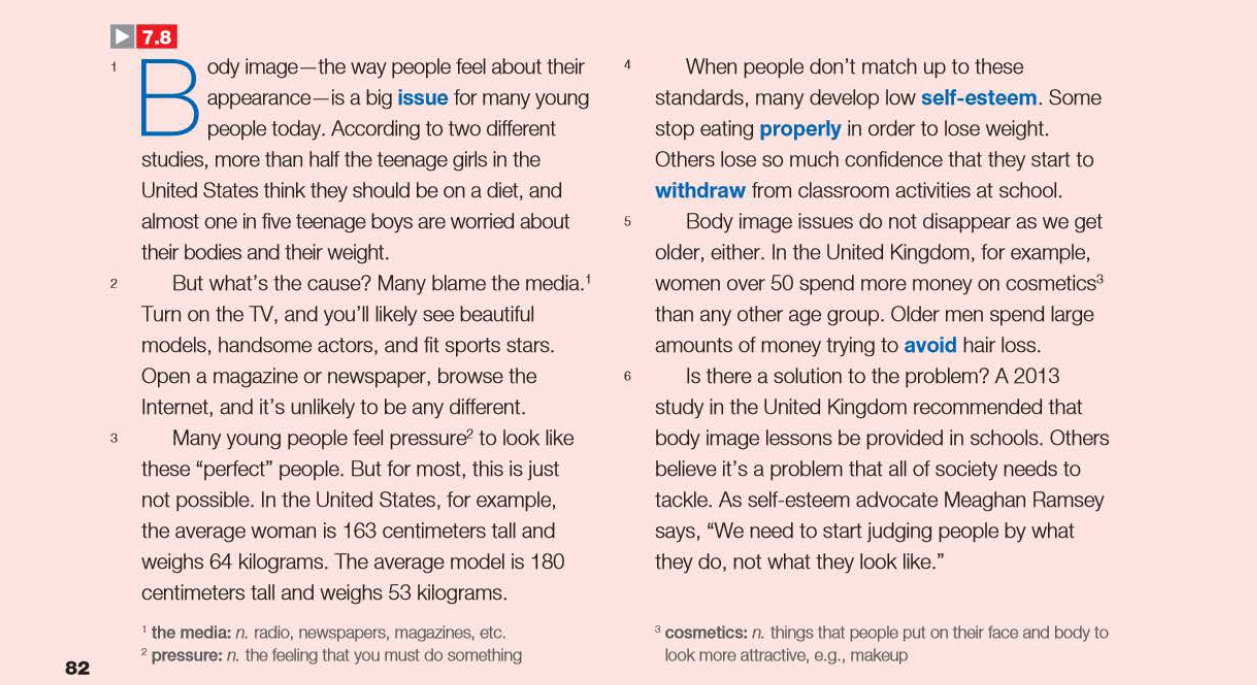 7.8
1 Body image—the way people feel about their
appearance—is a big issue for many young
people today. According to two different
studies, more than half the teenage girls in the
United States think they should be on a diet, and
almost one in five teenage boys are worried about
their bodies and their weight.
2 But what's the cause? Many blame the media.¹
Turn on the TV, and you'll likely see beautiful
models, handsome actors, and fit sports stars.
Open a magazine or newspaper, browse the
Internet, and it's unlikely to be any different.
3 Many young people feel pressure² to look like
these “perfect” people. But for most, this is just
not possible. In the United States, for example,
the average woman is 163 centimeters tall and
weighs 64 kilograms. The average model is 180
centimeters tall and weighs 53 kilograms.
¹ the media: n. radio, newspapers, magazines, etc.
² pressure: n. the feeling that you must do something
4 When people don't match up to these
standards, many develop low self-esteem. Some
stop eating properly in order to lose weight.
Others lose so much confidence that they start to
withdraw from classroom activities at school.
5 Body image issues do not disappear as we get
older, either. In the United Kingdom, for example,
women over 50 spend more money on cosmetics³
than any other age group. Older men spend large
amounts of money trying to avoid hair loss.
6 Is there a solution to the problem? A 2013
study in the United Kingdom recommended that
body image lessons be provided in schools. Others
believe it's a problem that all of society needs to
tackle. As self-esteem advocate Meaghan Ramsey
says, “We need to start judging people by what
they do, not what they look like.”
³ cosmetics: n. things that people put on their face and body to
look more attractive, e.g., makeup
82